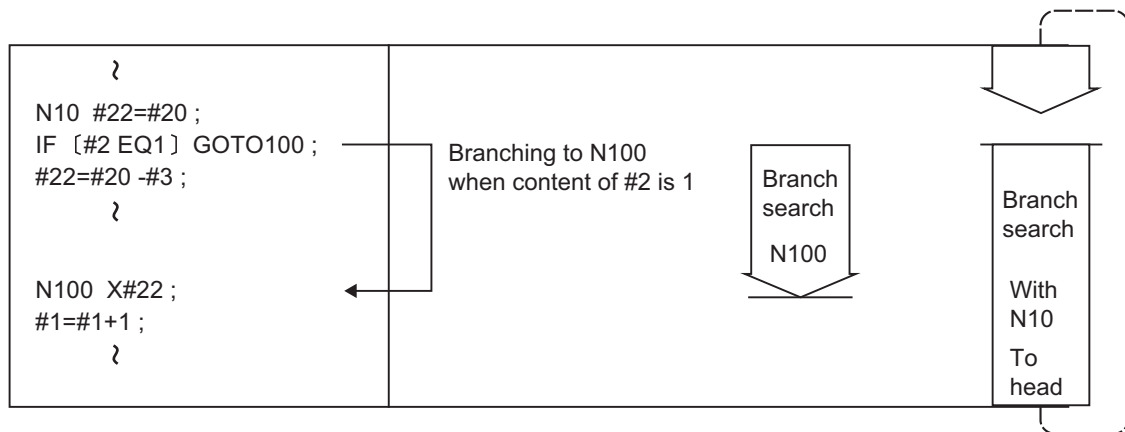 ~
N10 #22=#20 ;
IF〔#2 EQ1〕GOTO100 ;
#22=#20 -#3 ;
~
N100 X#22 ;
#1=#1+1 ;
~
Branching to N100
when content of #2 is 1
Branch
search
N100
Branch
search
With
N10
To
head